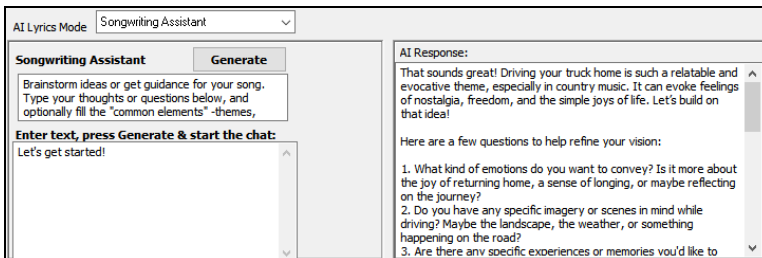 AI Lyrics Mode Songwriting Assistant
Songwriting Assistant Generate
Brainstorm ideas or get guidance for your song.
Type your thoughts or questions below, and
optionally fill the "common elements" -themes,
Enter text, press Generate & start the chat:
Let's get started!
AI Response:
That sounds great! Driving your truck home is such a relatable and
evocative theme, especially in country music. It can evoke feelings
of nostalgia, freedom, and the simple joys of life. Let's build on
that idea!
Here are a few questions to help refine your vision:
1. What kind of emotions do you want to convey? Is it more about
the joy of returning home, a sense of longing, or maybe reflecting
on the journey?
2. Do you have any specific imagery or scenes in mind while
driving? Maybe the landscape, the weather, or something
happening on the road?
3. Are there any specific experiences or memories you'd like to